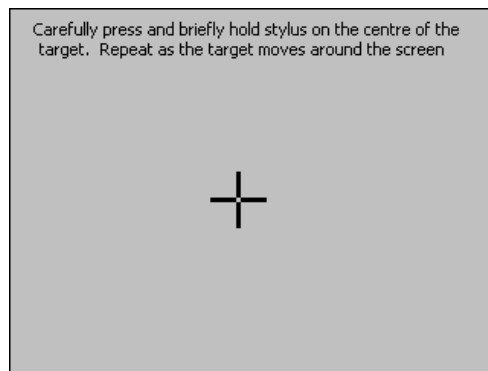 Carefully press and briefly hold stylus on the centre of the
target.  Repeat as the target moves around the screen